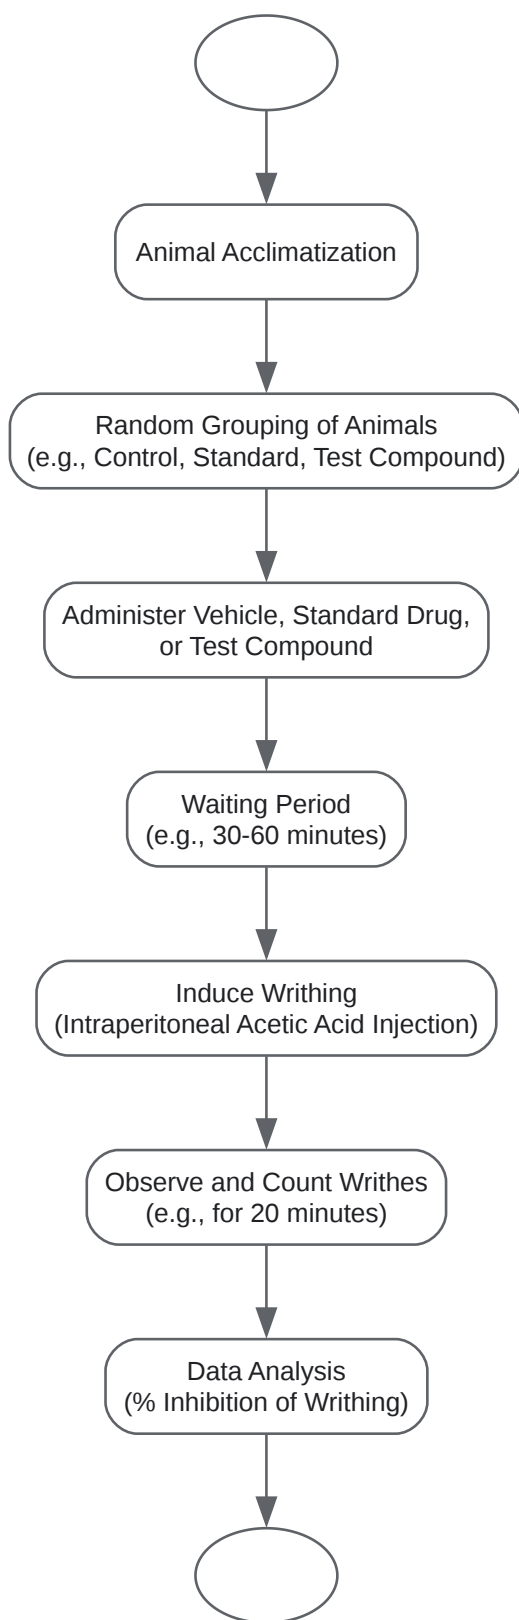 Animal Acclimatization
Random Grouping of Animals
(e.g., Control, Standard, Test Compound)
Administer Vehicle, Standard Drug,
or Test Compound
Waiting Period
(e.g., 30-60 minutes)
Induce Writhing
(Intraperitoneal Acetic Acid Injection)
Observe and Count Writhes
(e.g., for 20 minutes)
Data Analysis
(% Inhibition of Writhing)